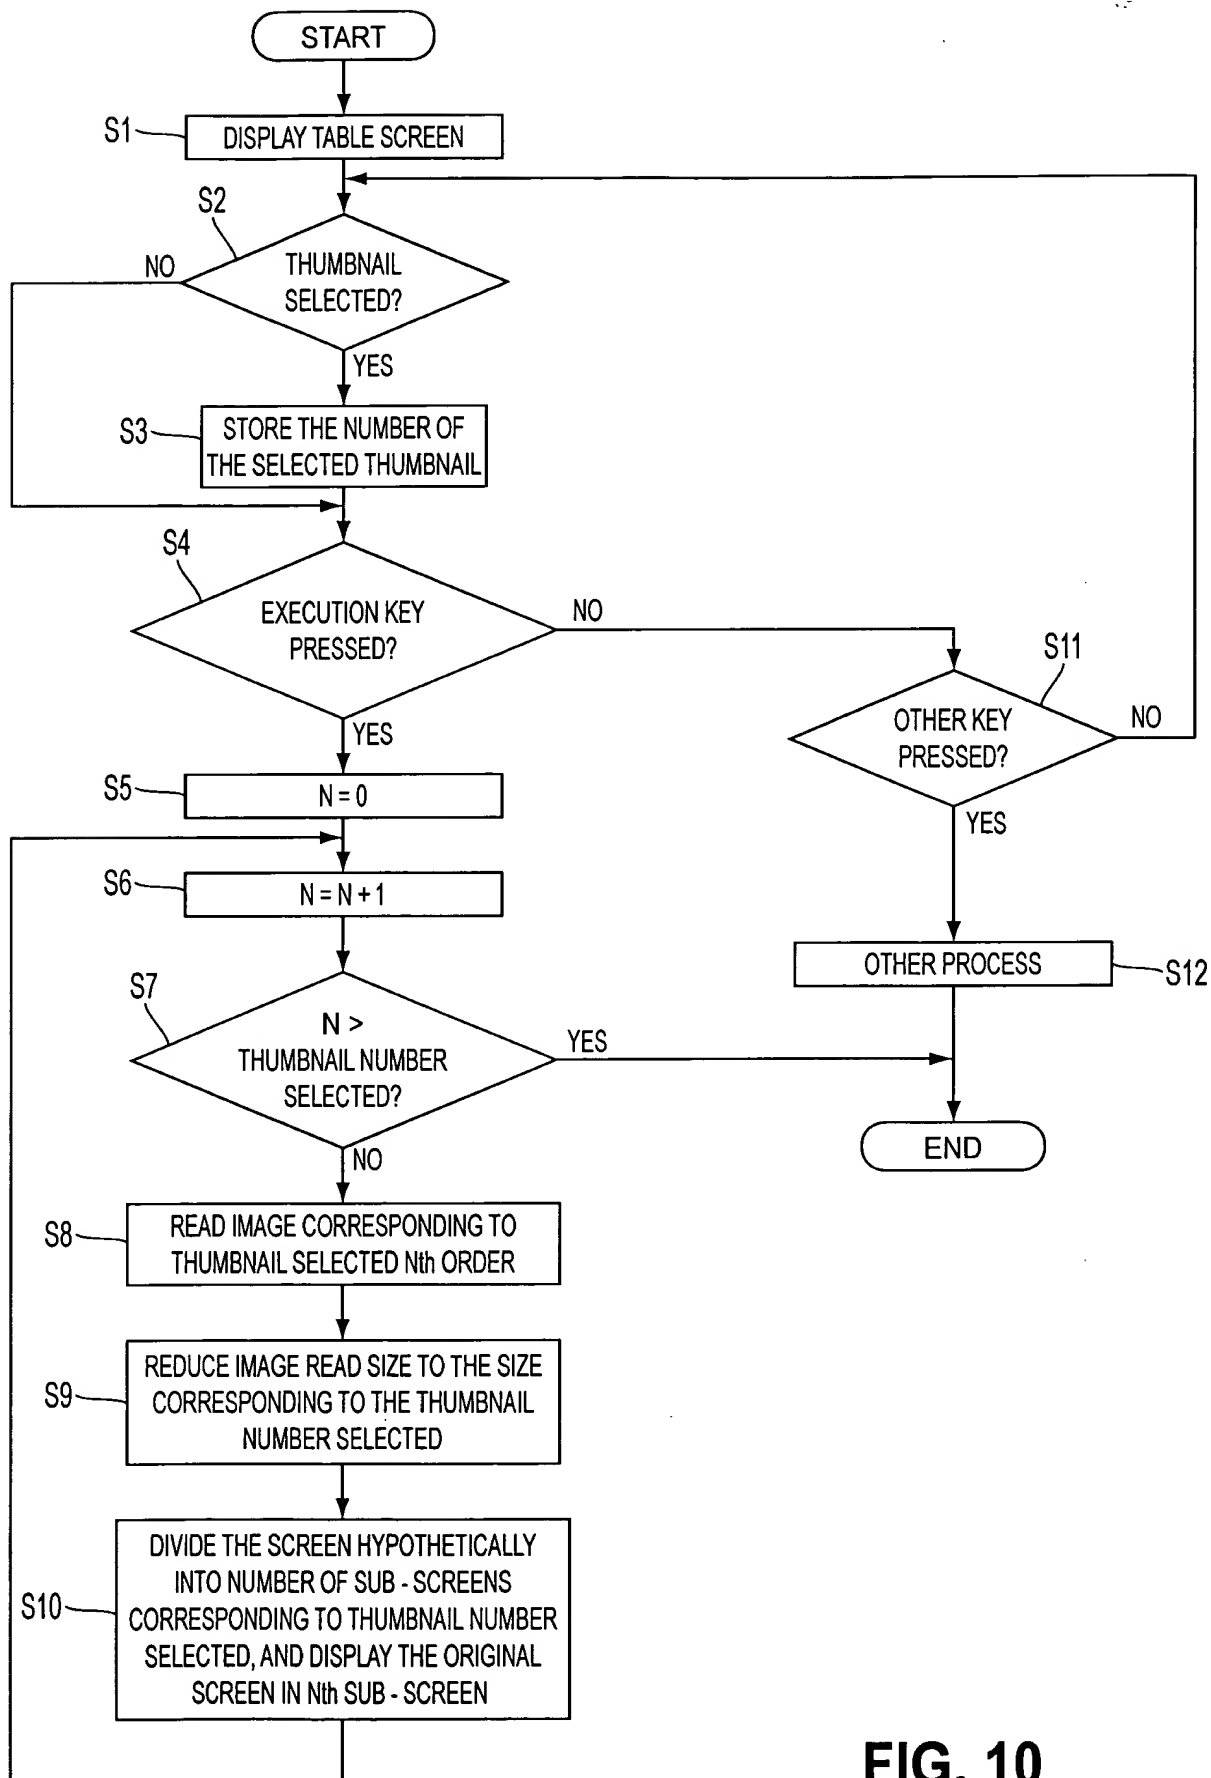 START
S1
DISPLAY TABLE SCREEN
S2
NO
THUMBNAIL
SELECTED?
YES
S3
STORE THE NUMBER OF
THE SELECTED THUMBNAIL
S4
EXECUTION KEY
PRESSED?
NO
YES
S11
OTHER KEY
PRESSED?
NO
YES
S5
N = 0
S6
N = N + 1
OTHER PROCESS
S12
S7
N >
THUMBNAIL NUMBER
SELECTED?
YES
NO
END
S8
READ IMAGE CORRESPONDING TO
THUMBNAIL SELECTED Nth ORDER
S9
REDUCE IMAGE READ SIZE TO THE SIZE
CORRESPONDING TO THE THUMBNAIL
NUMBER SELECTED
S10
DIVIDE THE SCREEN HYPOTHETICALLY
INTO NUMBER OF SUB - SCREENS
CORRESPONDING TO THUMBNAIL NUMBER
SELECTED, AND DISPLAY THE ORIGINAL
SCREEN IN Nth SUB - SCREEN
FIG. 10